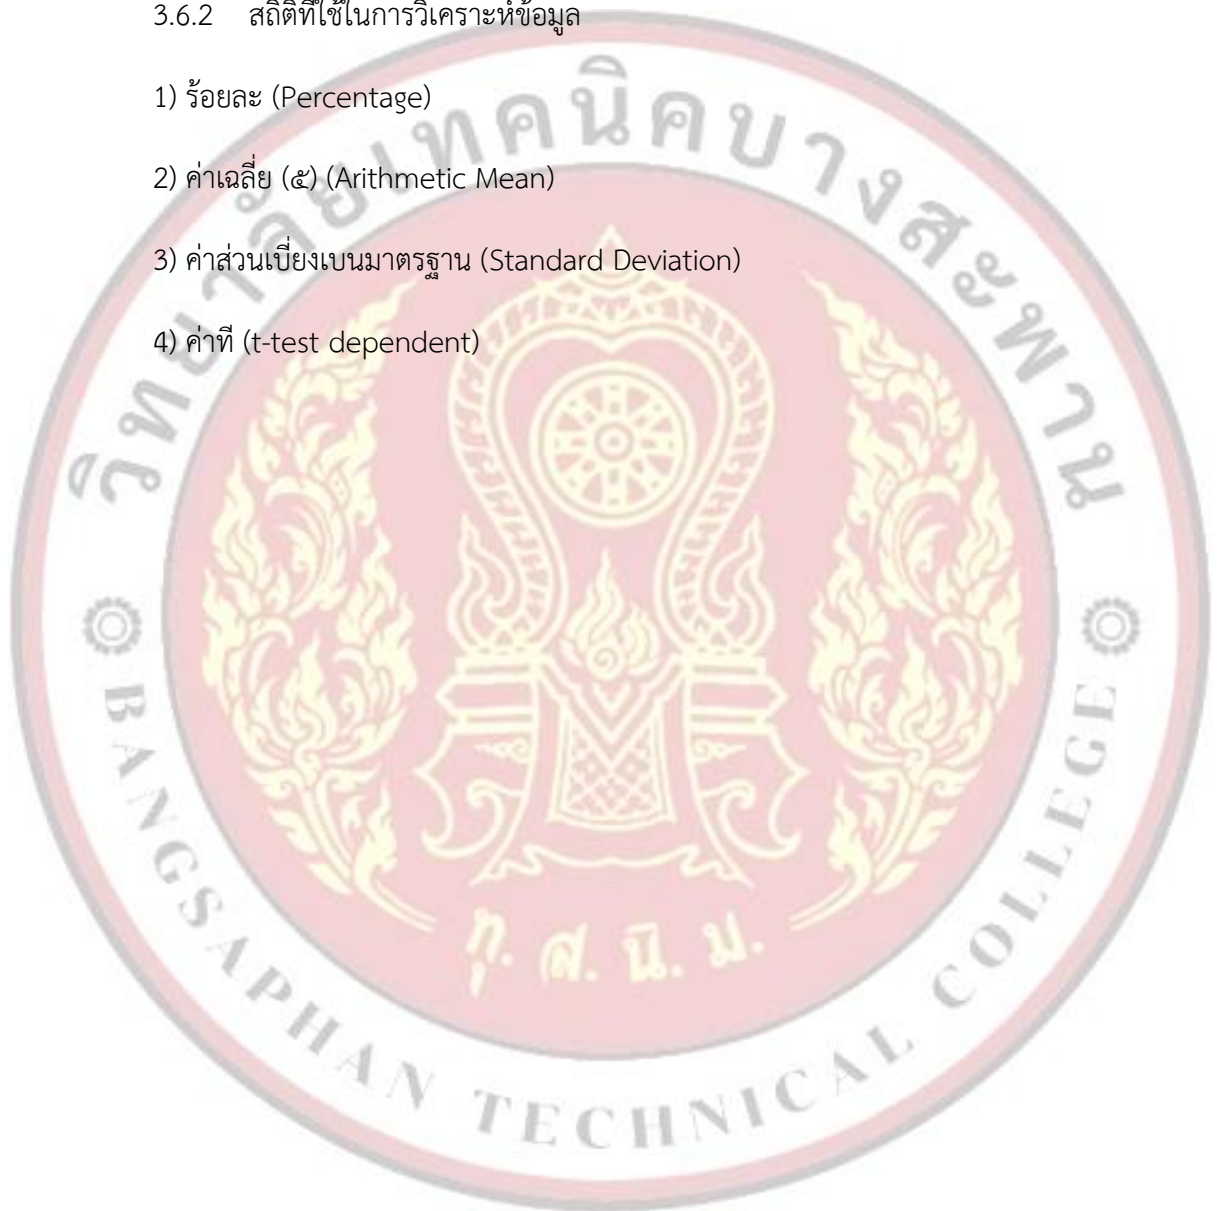 3.6.2 สถิติที่ใช้ในการวิเคราะห์ข้อมูล
1) ร้อยละ (Percentage)
2) ค่าเฉลี่ย (๕) (Arithmetic Mean)
3) ค่าส่วนเบี่ยงเบนมาตรฐาน (Standard Deviation)
4) ค่าที (t-test dependent)
วิทยาลัยเทคนิคบางสะพาน
ทุ. ส. นิ. ม.
BANGSAPHAN TECHNICAL COLLEGE